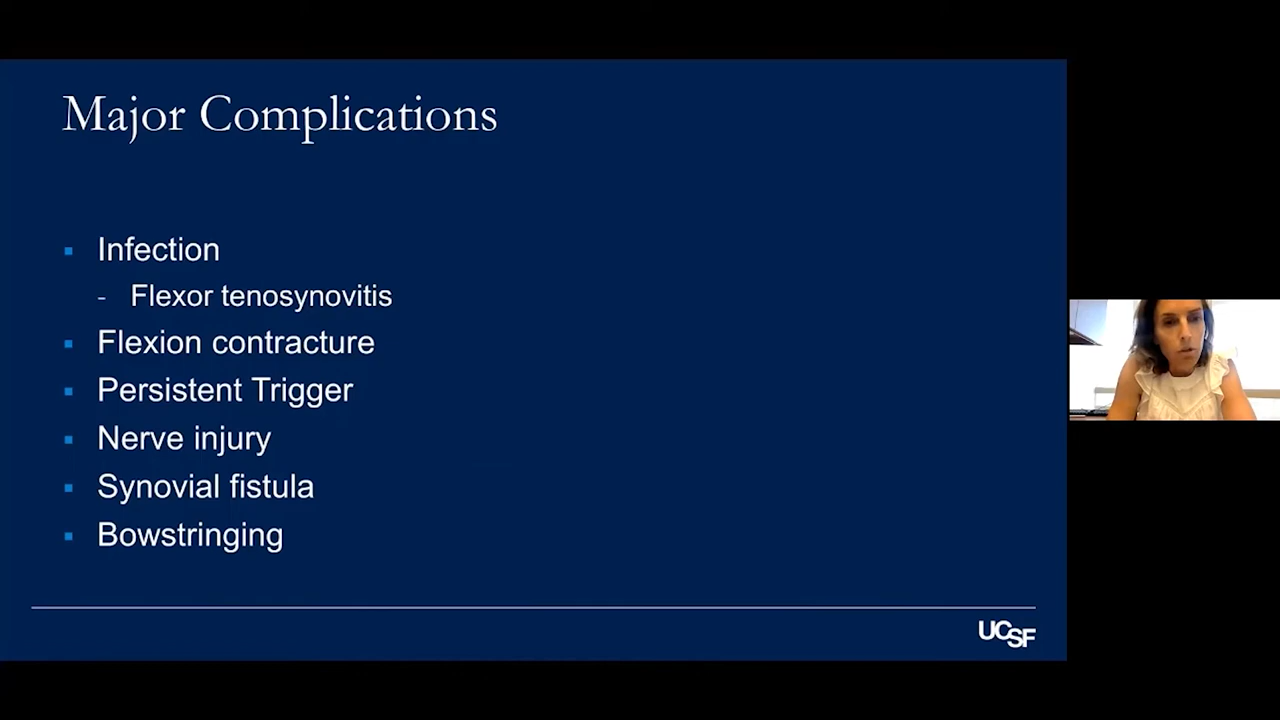 Major Complications
Infection
- Flexor tenosynovitis
Flexion contracture
Persistent Trigger
Nerve injury
Synovial fistula
Bowstringing
UCSF